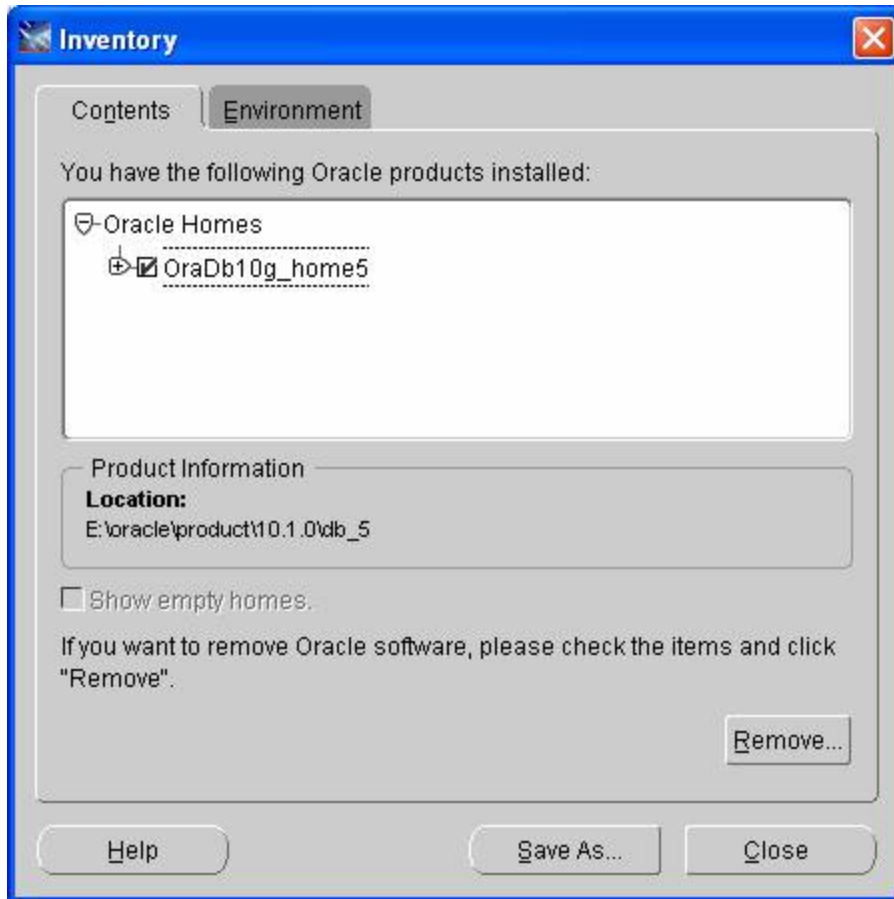 Inventory
Contents
Environment
You have the following Oracle products installed:
Oracle Homes
OraDb10g_home5
Product Information
Location:
E:\oracle\product\10.1.0\db_5
Show empty homes.
If you want to remove Oracle software, please check the items and click
"Remove".
Remove...
Help
Save As...
Close